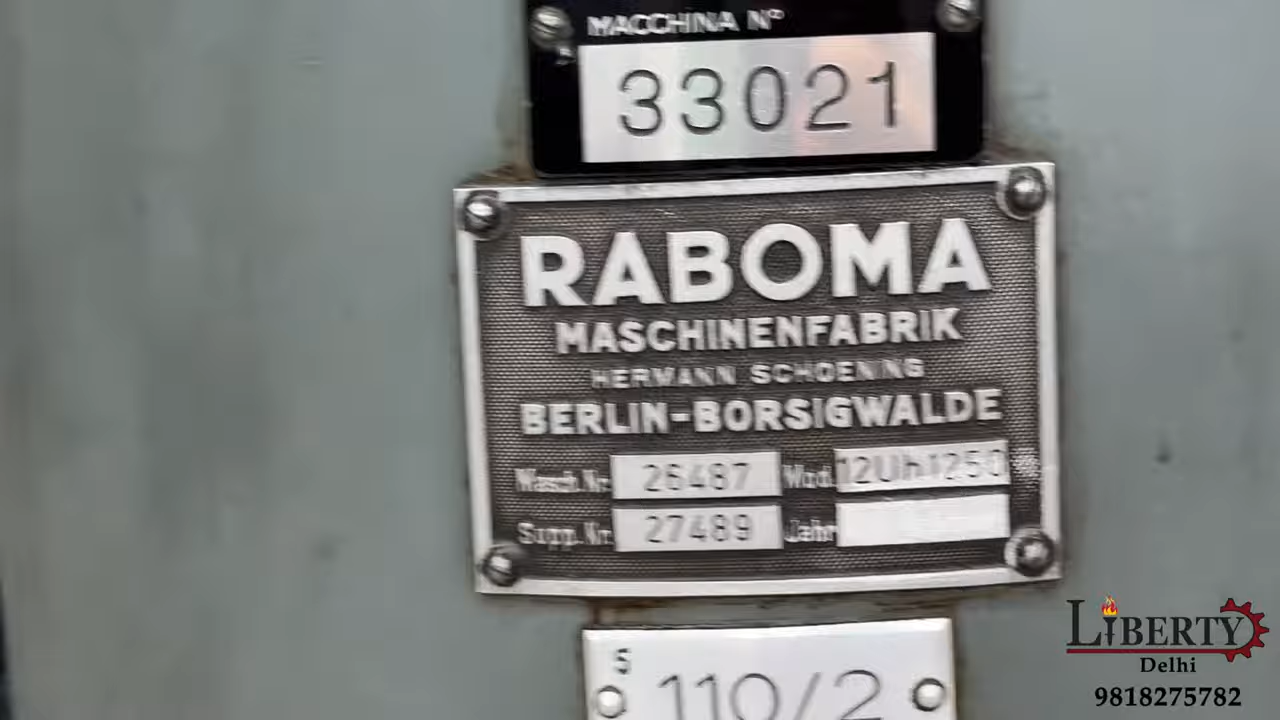 MACCHINA N°
33021
RABOMA
MASCHINENFABRIK
HERMANN SCHOENING
BERLIN-BORSIGWALDE
Masch.Nr. 26487 Mod. 12Uh1250
Supp.Nr. 27489 Jahr
S
110/2
LIBERTY
Delhi
9818275782